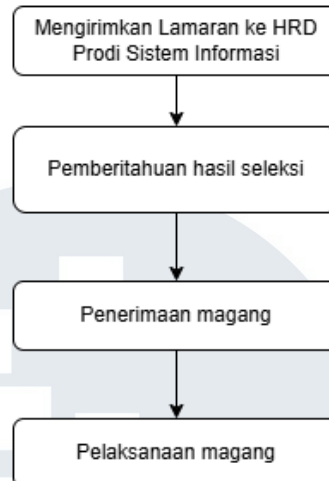 Mengirimkan Lamaran ke HRD
Prodi Sistem Informasi
Pemberitahuan hasil seleksi
Penerimaan magang
Pelaksanaan magang